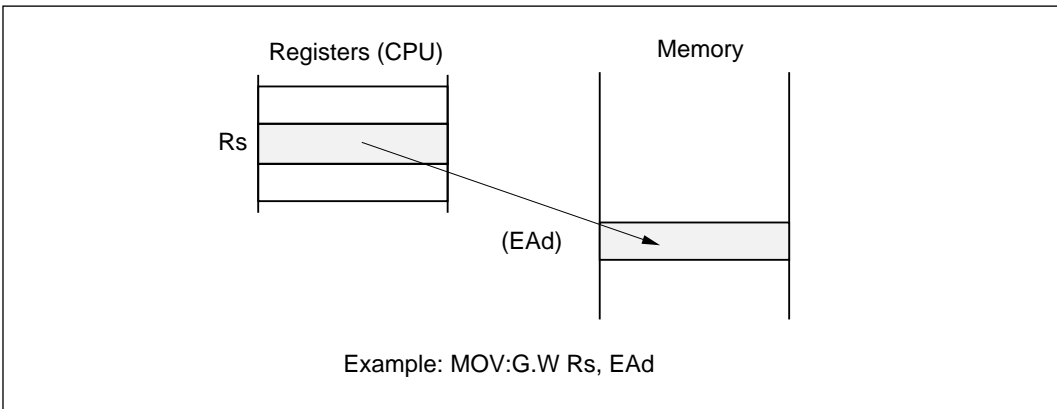 Registers (CPU)
Memory
Rs
(EAd)
Example: MOV:G.W Rs, EAd